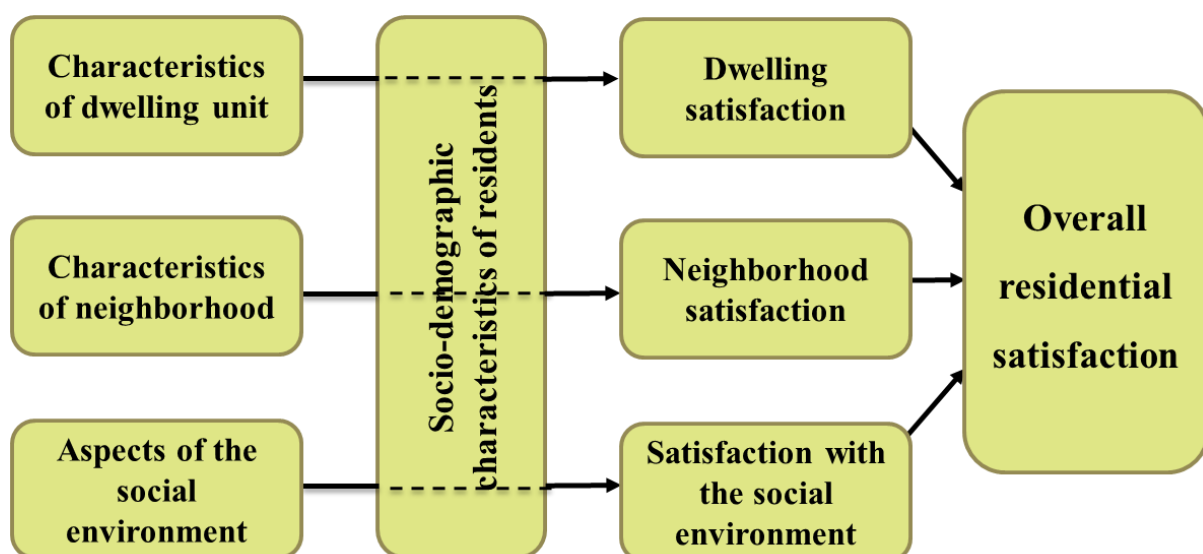 Characteristics
of dwelling unit
Characteristics
of neighborhood
Aspects of the
social
environment
Socio-demographic
characteristics of residents
Dwelling
satisfaction
Neighborhood
satisfaction
Satisfaction with
the social
environment
Overall
residential
satisfaction